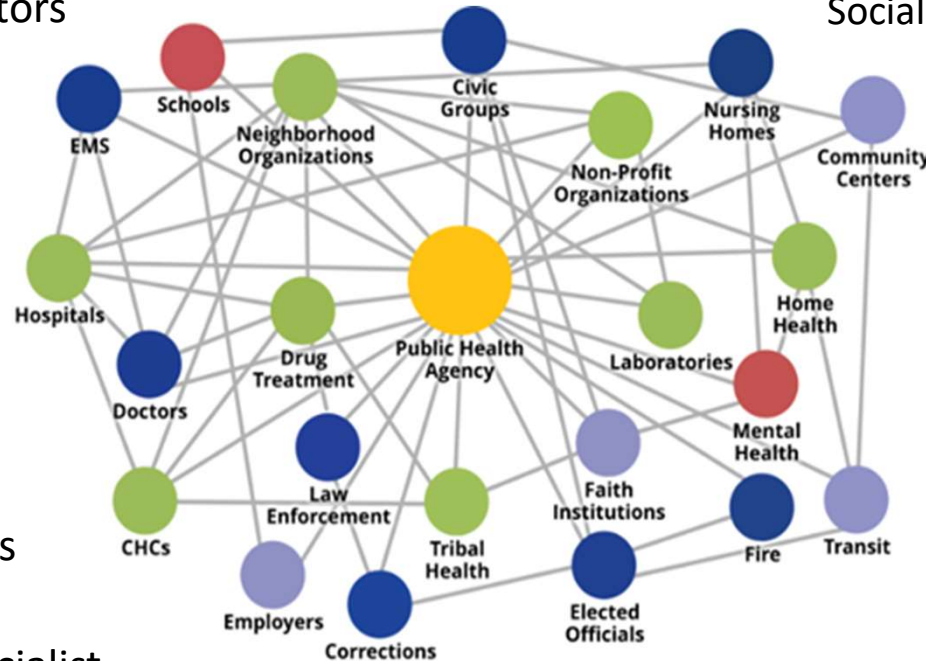 tors
Social
Schools
Civic
Groups
EMS
Neighborhood
Organizations
Nursing
Homes
Community
Centers
Non-Profit
Organizations
Hospitals
Home
Health
Drug
Treatment
Public Health
Agency
Laboratories
Doctors
Mental
Health
Law
Enforcement
Faith
Institutions
CHCs
Tribal
Health
Fire
Transit
s
Employers
Elected
Officials
Corrections
cialist